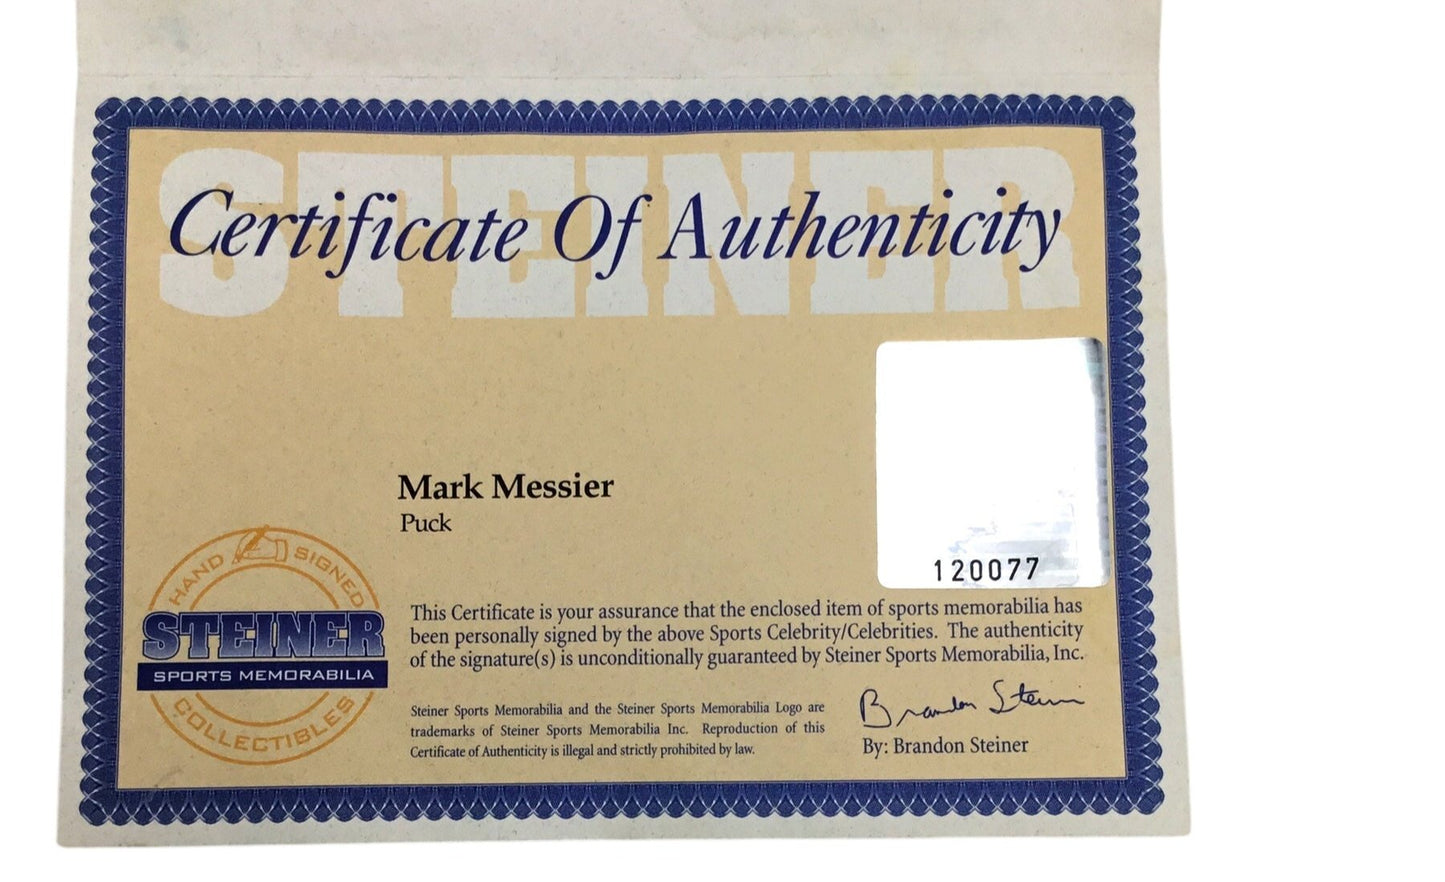 STEINER
Certificate Of Authenticity
Mark Messier
Puck
120077
HAND SIGNED
STEINER
SPORTS MEMORABILIA
COLLECTIBLES
This Certificate is your assurance that the enclosed item of sports memorabilia has
been personally signed by the above Sports Celebrity/Celebrities. The authenticity
of the signature(s) is unconditionally guaranteed by Steiner Sports Memorabilia, Inc.
Steiner Sports Memorabilia and the Steiner Sports Memorabilia Logo are
trademarks of Steiner Sports Memorabilia Inc. Reproduction of this
Certificate of Authenticity is illegal and strictly prohibited by law.
Brandon Steiner
By: Brandon Steiner